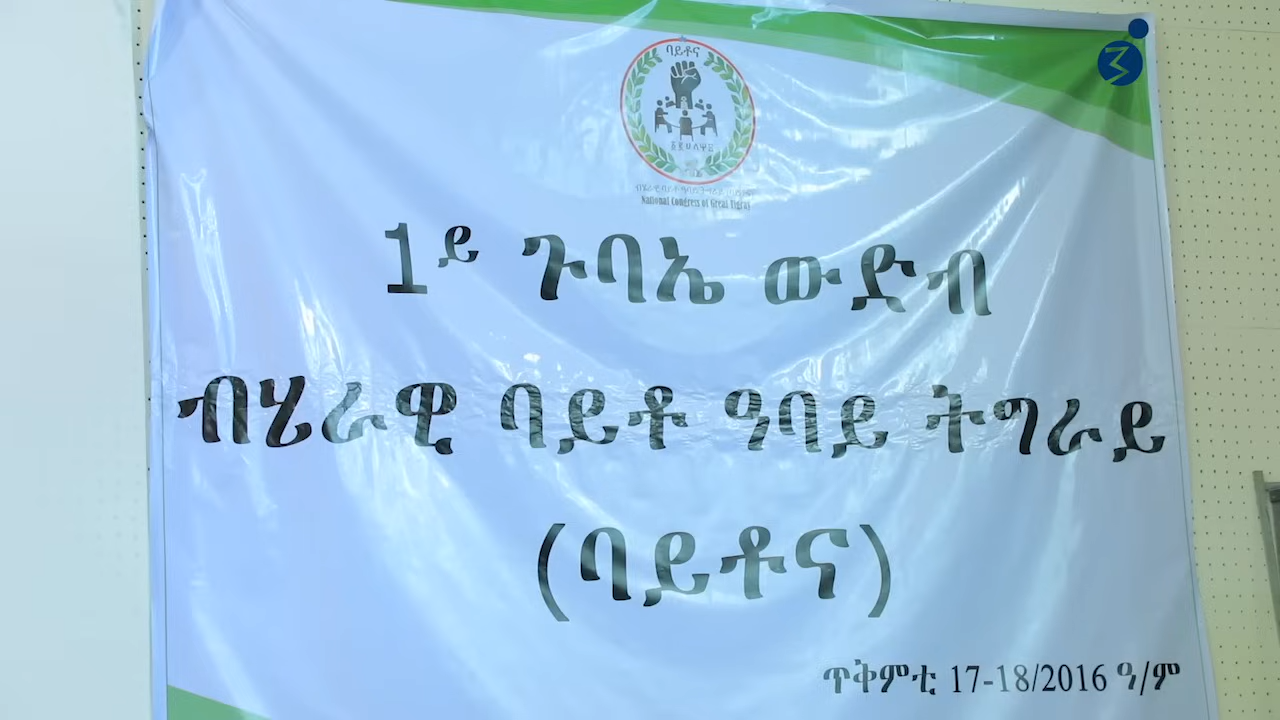 ባይቶና
National Congress of Great Tigray
1ይ ጉባኤ ውድብ
ብሄራዊ ባይቶ ዓባይ ትግራይ
(ባይቶና)
ጥቅምቲ 17-18/2016 ዓ/ም